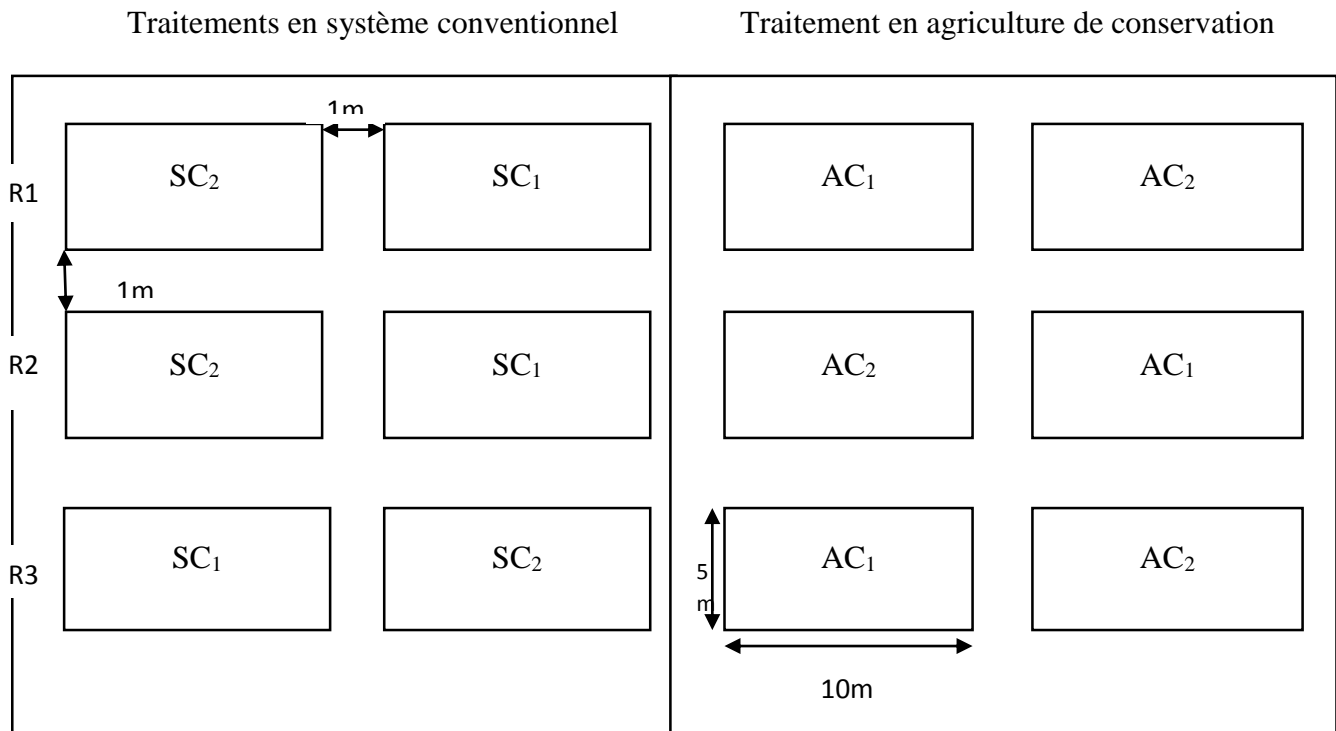 Traitements en système conventionnel Traitement en agriculture de conservation
1m
R1 SC₂ SC₁ AC₁ AC₂
1m
R2 SC₂ SC₁ AC₂ AC₁
R3 SC₁ SC₂ AC₁ AC₂
5
m
10m